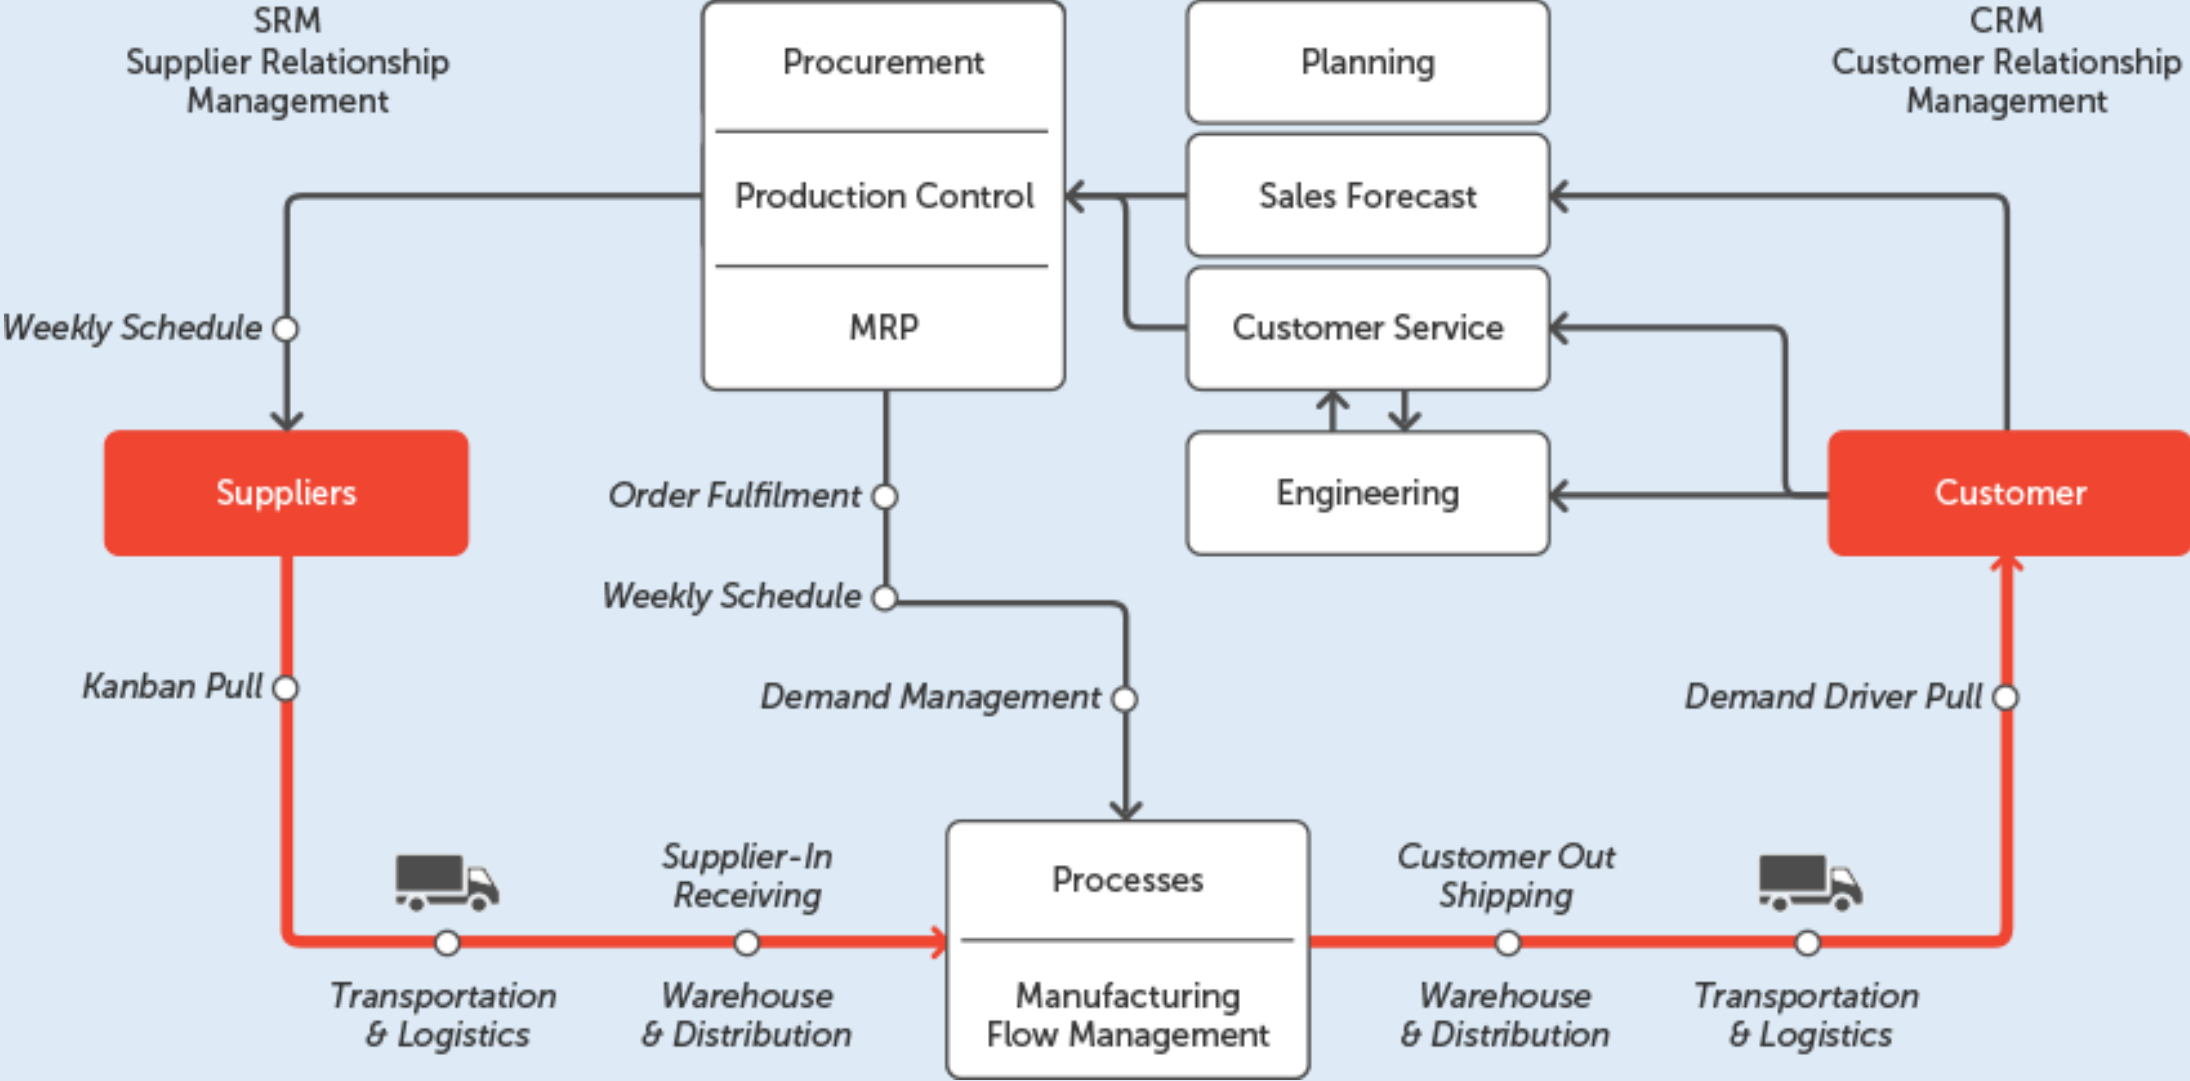 SRM
Supplier Relationship
Management
Procurement
Production Control
MRP
Planning
Sales Forecast
Customer Service
Engineering
CRM
Customer Relationship
Management
Weekly Schedule
Suppliers
Customer
Order Fulfilment
Weekly Schedule
Kanban Pull
Demand Management
Demand Driver Pull
Supplier-In
Receiving
Transportation
& Logistics
Warehouse
& Distribution
Processes
Manufacturing
Flow Management
Customer Out
Shipping
Warehouse
& Distribution
Transportation
& Logistics